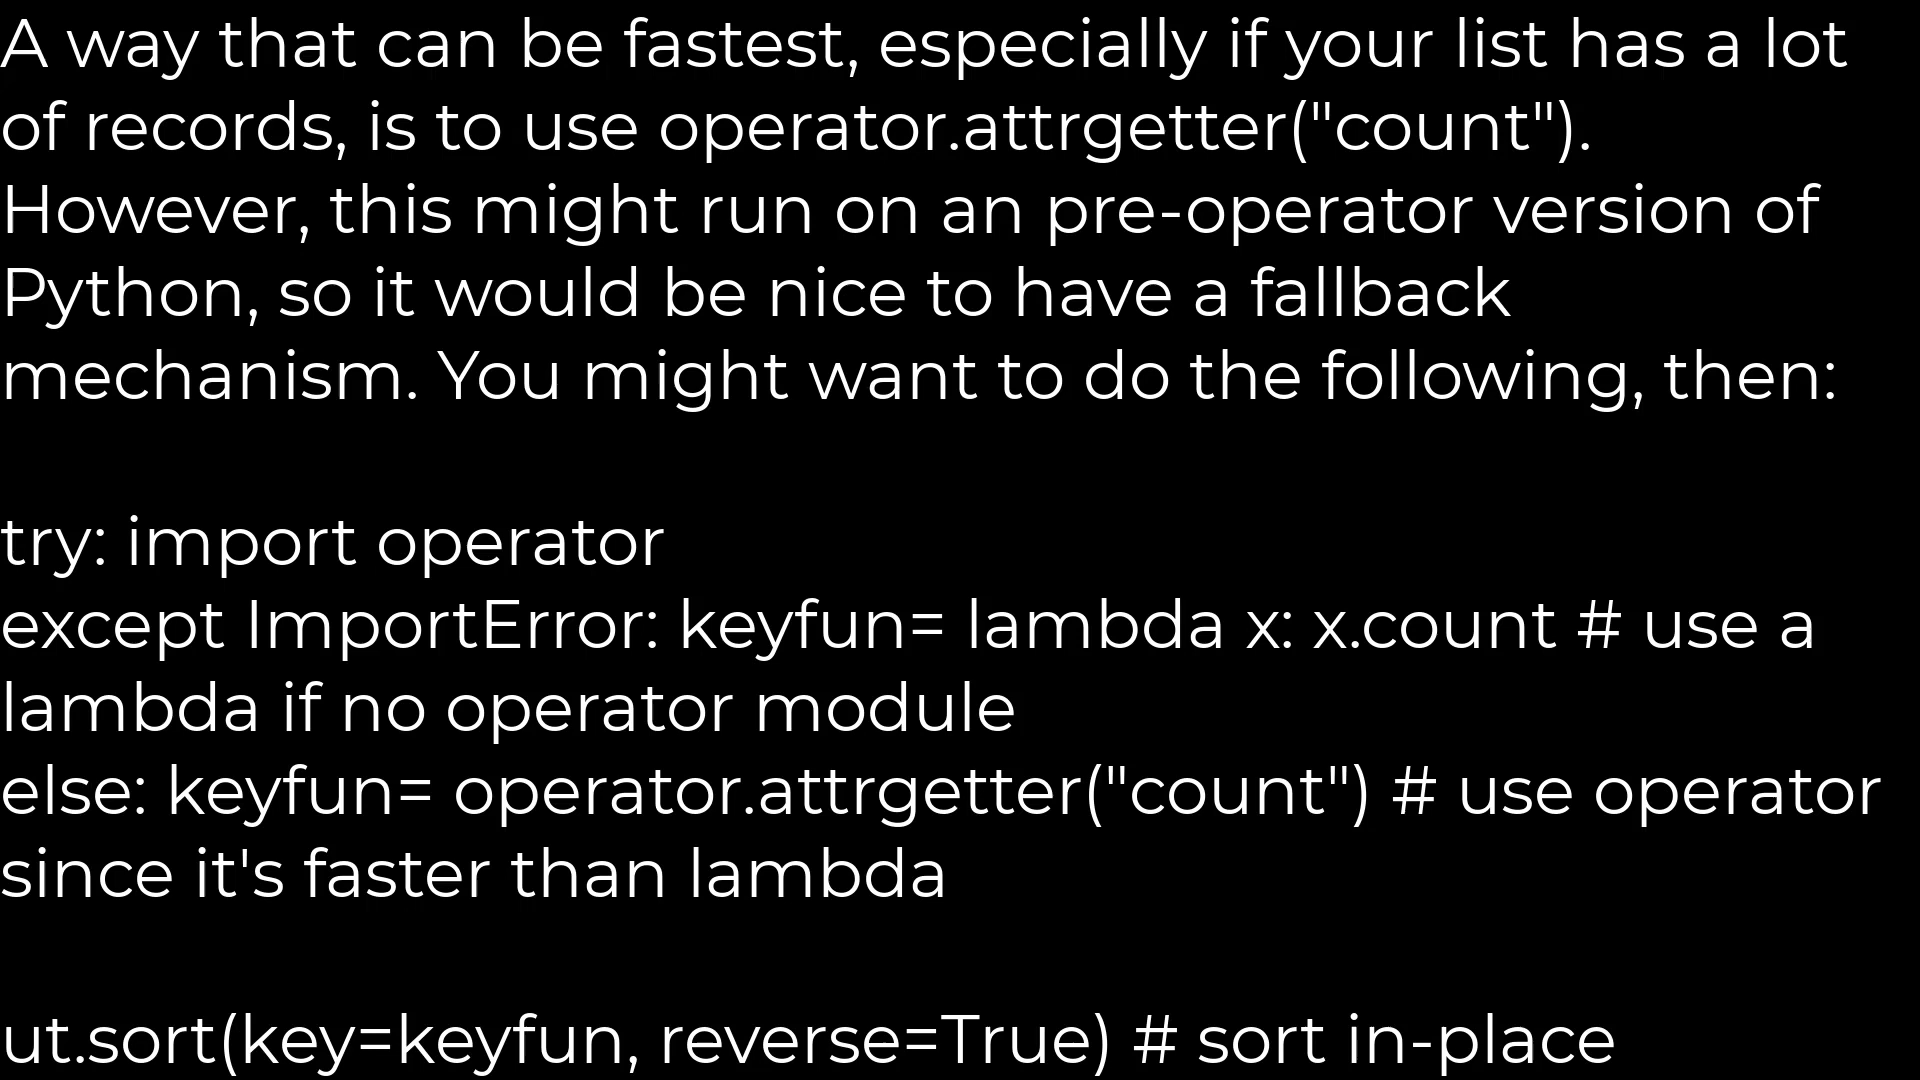 A way that can be fastest, especially if your list has a lot
of records, is to use operator.attrgetter("count").
However, this might run on an pre-operator version of
Python, so it would be nice to have a fallback
mechanism. You might want to do the following, then:
try: import operator
except ImportError: keyfun= lambda x: x.count # use a
lambda if no operator module
else: keyfun= operator.attrgetter("count") # use operator
since it's faster than lambda
ut.sort(key=keyfun, reverse=True) # sort in-place